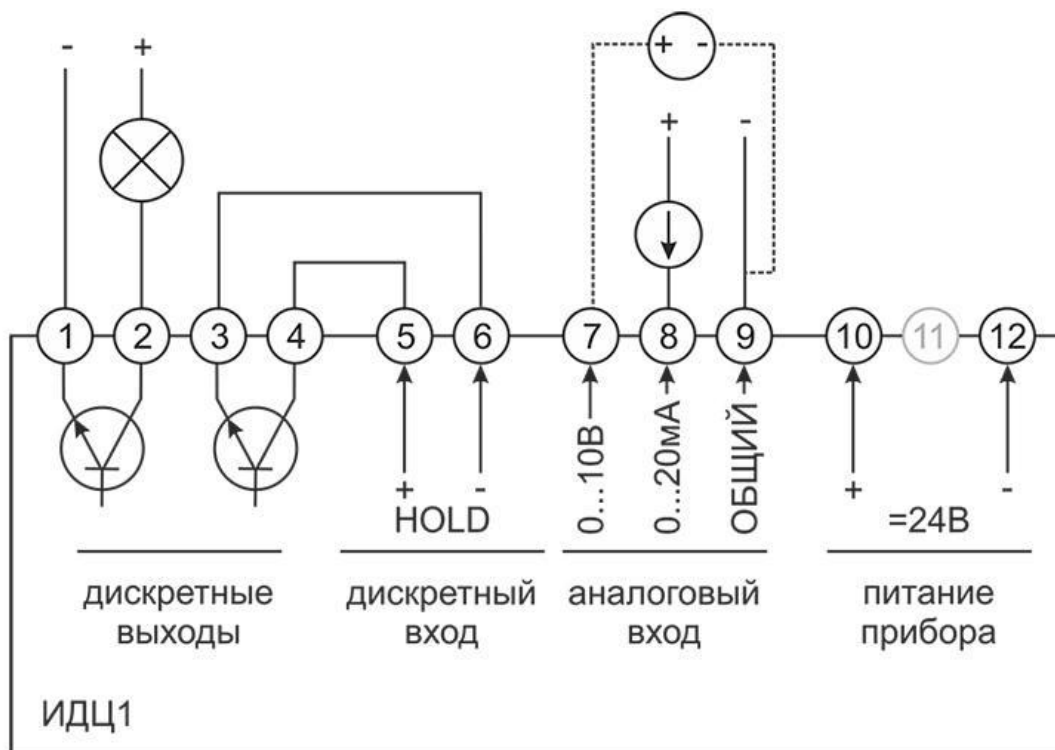 - +
+ -
+ -
1 2 3 4 5 6 7 8 9 10 11 12
0...10В
0...20мА
ОБЩИЙ
+ -
+ -
HOLD
=24В
дискретные
выходы
дискретный
вход
аналоговый
вход
питание
прибора
ИДЦ1